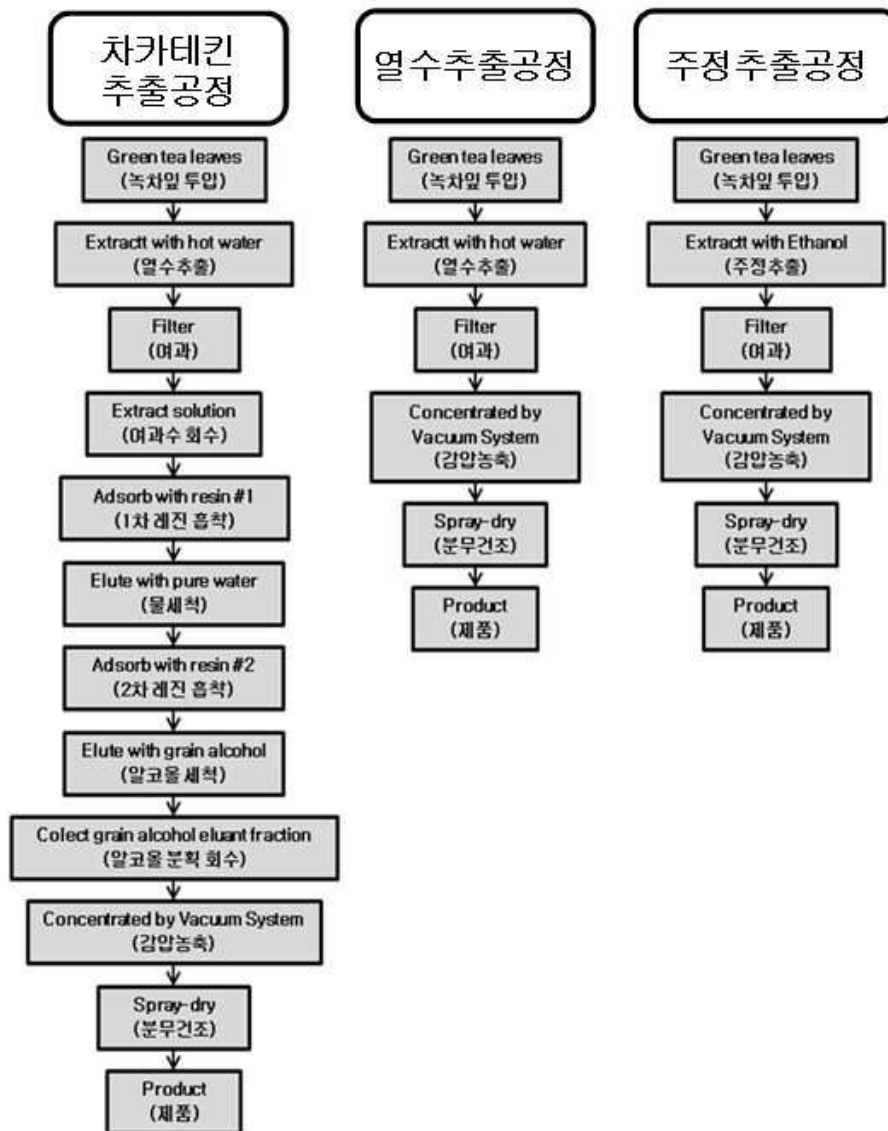 차카테킨
추출공정
Green tea leaves
(녹차잎 투입)
Extractt with hot water
(열수추출)
Filter
(여과)
Extract solution
(여과수 회수)
Adsorb with resin #1
(1차 레진 흡착)
Elute with pure water
(물세척)
Adsorb with resin #2
(2차 레진 흡착)
Elute with grain alcohol
(알코올 세척)
Colect grain alcohol eluant fraction
(알코올 분획 회수)
Concentrated by Vacuum System
(감압농축)
Spray-dry
(분무건조)
Product
(제품)
열수추출공정
Green tea leaves
(녹차잎 투입)
Extractt with hot water
(열수추출)
Filter
(여과)
Concentrated by
Vacuum System
(감압농축)
Spray-dry
(분무건조)
Product
(제품)
주정추출공정
Green tea leaves
(녹차잎 투입)
Extractt with Ethanol
(주정추출)
Filter
(여과)
Concentrated by
Vacuum System
(감압농축)
Spray-dry
(분무건조)
Product
(제품)